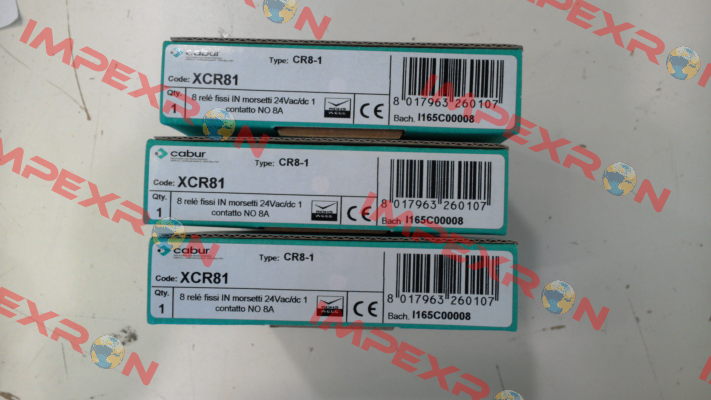 cabur
Type: CR8-1
Code: XCR81
Qty. 1
8 relé fissi IN morsetti 24Vac/dc 1
contatto NO 8A
CE
8 017963 260107
Bach. I165C00008
cabur
Type: CR8-1
Code: XCR81
Qty. 1
8 relé fissi IN morsetti 24Vac/dc 1
contatto NO 8A
CE
8 017963 260107
Bach. I165C00008
cabur
Type: CR8-1
Code: XCR81
Qty. 1
8 relé fissi IN morsetti 24Vac/dc 1
contatto NO 8A
CE
8 017963 260107
Bach. I165C00008
IMPEXRON
IMPEXRON
IMPEXRON
IMPEXRON